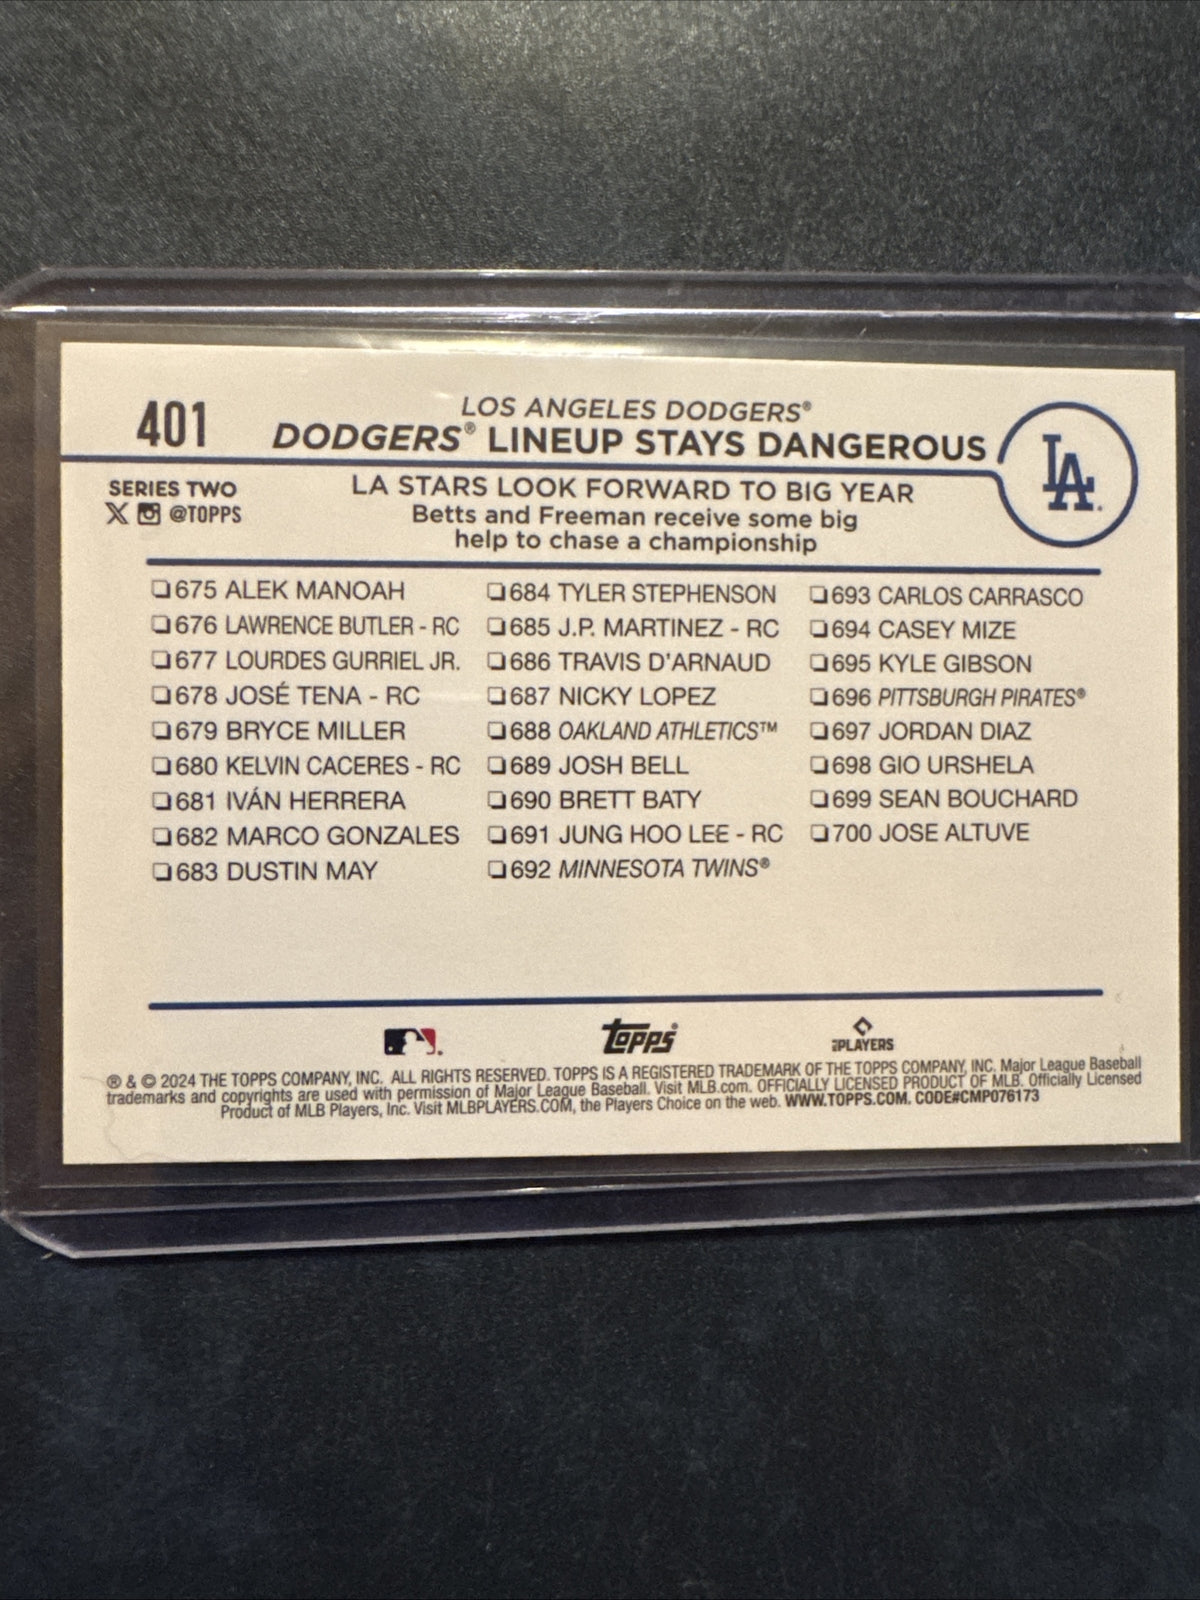 401
LOS ANGELES DODGERS®
DODGERS® LINEUP STAYS DANGEROUS
LA
SERIES TWO
@TOPPS
LA STARS LOOK FORWARD TO BIG YEAR
Betts and Freeman receive some big
help to chase a championship
675 ALEK MANOAH
676 LAWRENCE BUTLER - RC
677 LOURDES GURRIEL JR.
678 JOSÉ TENA - RC
679 BRYCE MILLER
680 KELVIN CACERES - RC
681 IVÁN HERRERA
682 MARCO GONZALES
683 DUSTIN MAY
684 TYLER STEPHENSON
685 J.P. MARTINEZ - RC
686 TRAVIS D'ARNAUD
687 NICKY LOPEZ
688 OAKLAND ATHLETICS™
689 JOSH BELL
690 BRETT BATY
691 JUNG HOO LEE - RC
692 MINNESOTA TWINS®
693 CARLOS CARRASCO
694 CASEY MIZE
695 KYLE GIBSON
696 PITTSBURGH PIRATES®
697 JORDAN DIAZ
698 GIO URSHELA
699 SEAN BOUCHARD
700 JOSE ALTUVE
Topps®
MLB PLAYERS
® & © 2024 THE TOPPS COMPANY, INC. ALL RIGHTS RESERVED. TOPPS IS A REGISTERED TRADEMARK OF THE TOPPS COMPANY, INC. Major League Baseball
trademarks and copyrights are used with permission of Major League Baseball. Visit MLB.com. OFFICIALLY LICENSED PRODUCT OF MLB. Officially Licensed
Product of MLB Players, Inc. Visit MLBPLAYERS.COM, the Players Choice on the web. WWW.TOPPS.COM. CODE#CMP076173